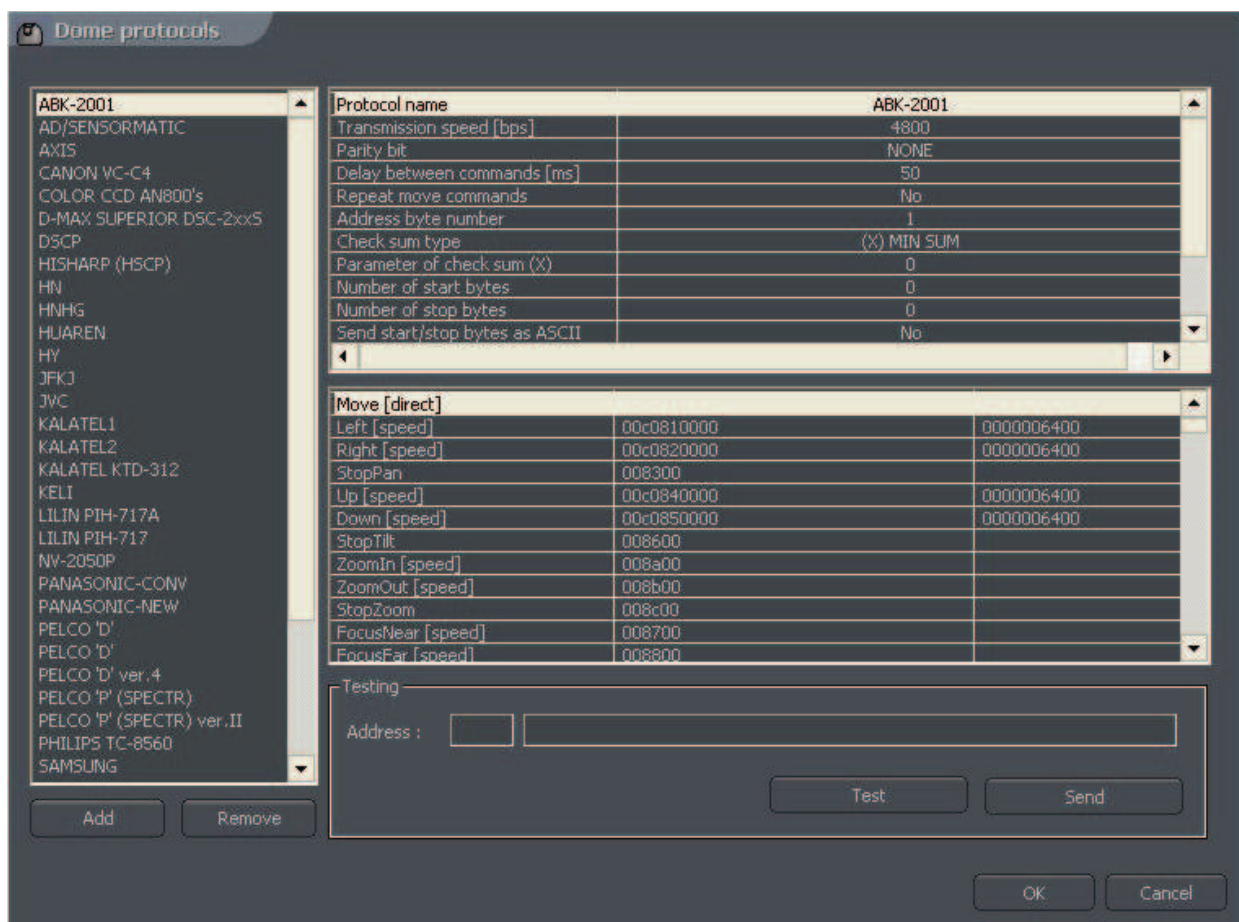 Dome protocols
ABK-2001
AD/SENSORMATIC
AXIS
CANON VC-C4
COLOR CCD AN800's
D-MAX SUPERIOR DSC-2xxS
DSCP
HISHARP (HSCP)
HN
HNHG
HUAREN
HY
JFKJ
JVC
KALATEL1
KALATEL2
KALATEL KTD-312
KELI
LILIN PIH-717A
LILIN PIH-717
NV-2050P
PANASONIC-CONV
PANASONIC-NEW
PELCO 'D'
PELCO 'D'
PELCO 'D' ver.4
PELCO 'P' (SPECTR)
PELCO 'P' (SPECTR) ver.II
PHILIPS TC-8560
SAMSUNG
Add Remove
Protocol name ABK-2001
Transmission speed [bps] 4800
Parity bit NONE
Delay between commands [ms] 50
Repeat move commands No
Address byte number 1
Check sum type (X) MIN SUM
Parameter of check sum (X) 0
Number of start bytes 0
Number of stop bytes 0
Send start/stop bytes as ASCII No
Move [direct]
Left [speed] 00c0810000 0000006400
Right [speed] 00c0820000 0000006400
StopPan 008300
Up [speed] 00c0840000 0000006400
Down [speed] 00c0850000 0000006400
StopTilt 008600
ZoomIn [speed] 008a00
ZoomOut [speed] 008b00
StopZoom 008c00
FocusNear [speed] 008700
FocusFar [speed] 008800
Testing
Address :
Test Send
OK Cancel